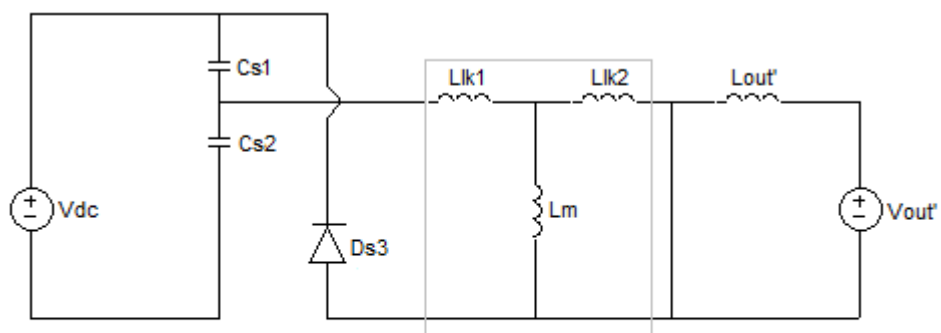 Cs1
Llk1
Llk2
Lout'
Cs2
Vdc
Lm
Vout'
Ds3